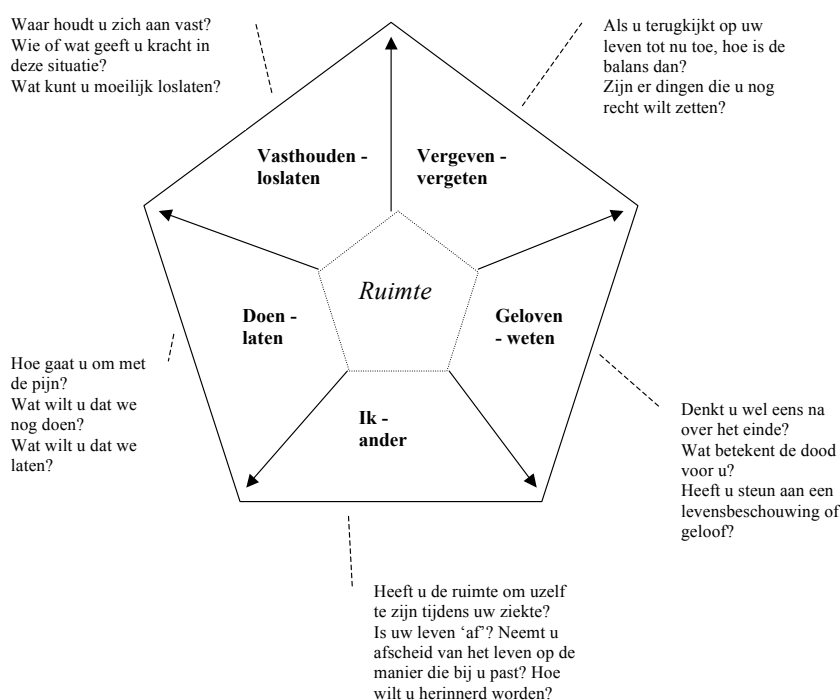 Waar houdt u zich aan vast?
Wie of wat geeft u kracht in
deze situatie?
Wat kunt u moeilijk loslaten?
Als u terugkijkt op uw
leven tot nu toe, hoe is de
balans dan?
Zijn er dingen die u nog
recht wilt zetten?
Vasthouden -
loslaten
Vergeven -
vergeten
Ruimte
Doen -
laten
Geloven
- weten
Ik -
ander
Hoe gaat u om met
de pijn?
Wat wilt u dat we
nog doen?
Wat wilt u dat we
laten?
Denkt u wel eens na
over het einde?
Wat betekent de dood
voor u?
Heeft u steun aan een
levensbeschouwing of
geloof?
Heeft u de ruimte om uzelf
te zijn tijdens uw ziekte?
Is uw leven ‘af’? Neemt u
afscheid van het leven op de
manier die bij u past? Hoe
wilt u herinnerd worden?